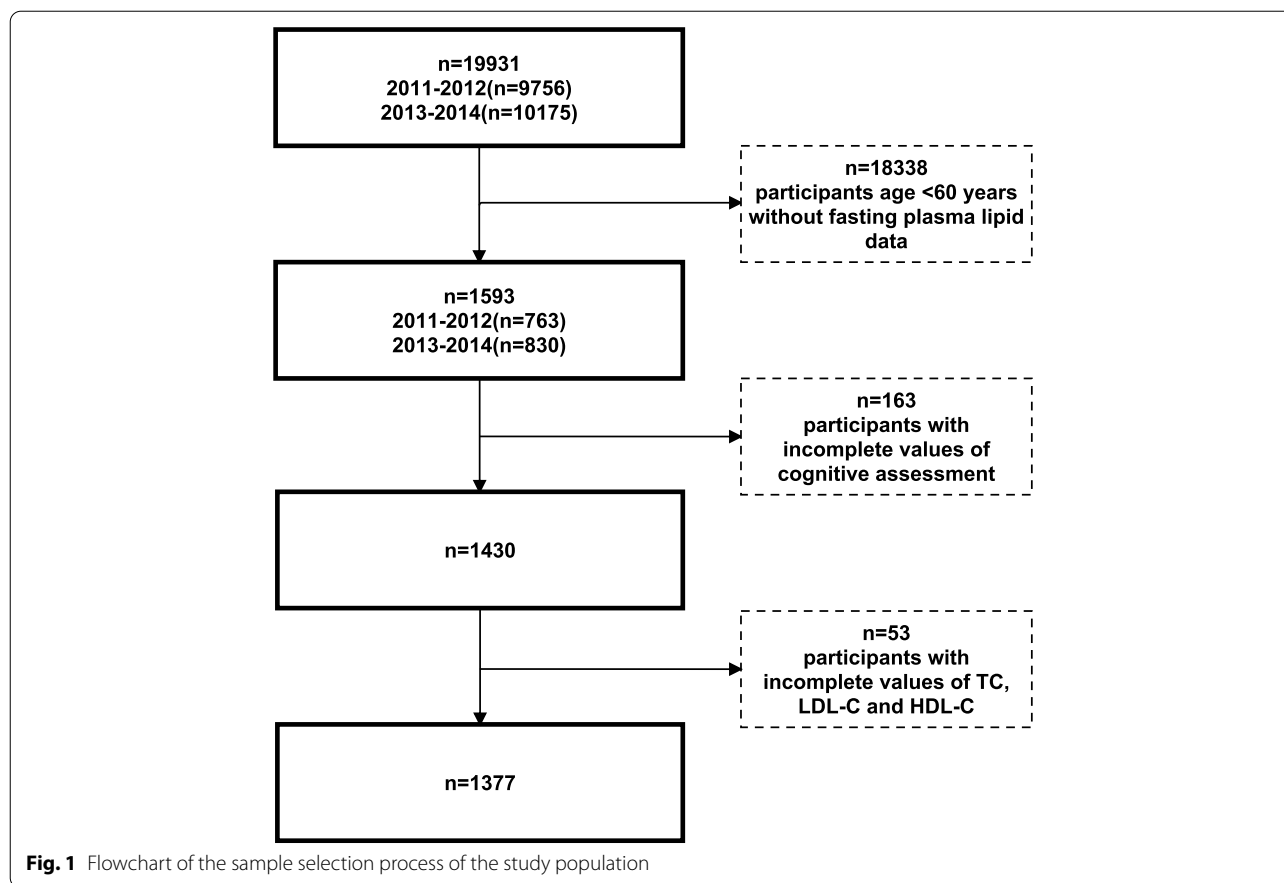 n=19931
2011-2012(n=9756)
2013-2014(n=10175)
n=18338
participants age <60 years
without fasting plasma lipid
data
n=1593
2011-2012(n=763)
2013-2014(n=830)
n=163
participants with
incomplete values of
cognitive assessment
n=1430
n=53
participants with
incomplete values of TC,
LDL-C and HDL-C
n=1377
Fig. 1 Flowchart of the sample selection process of the study population